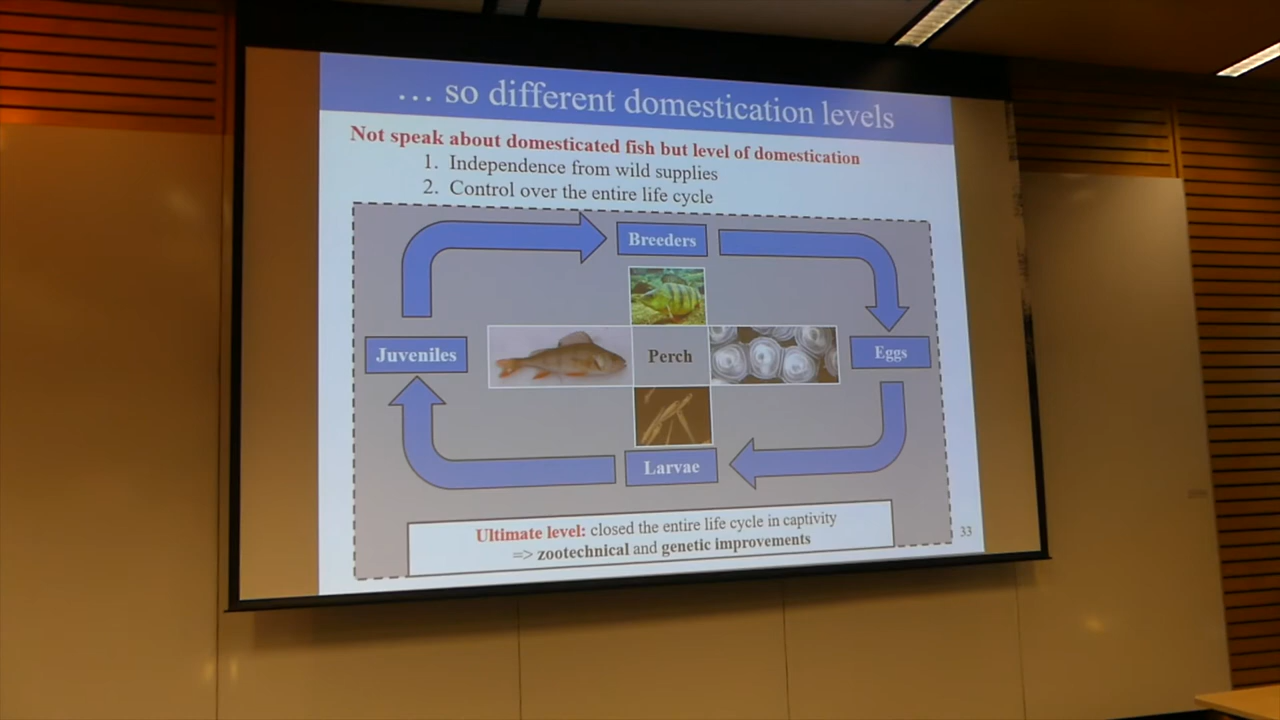 … so different domestication levels
Not speak about domesticated fish but level of domestication
1. Independence from wild supplies
2. Control over the entire life cycle
Breeders
Juveniles
Perch
Eggs
Larvae
Ultimate level: closed the entire life cycle in captivity
=> zootechnical and genetic improvements
33